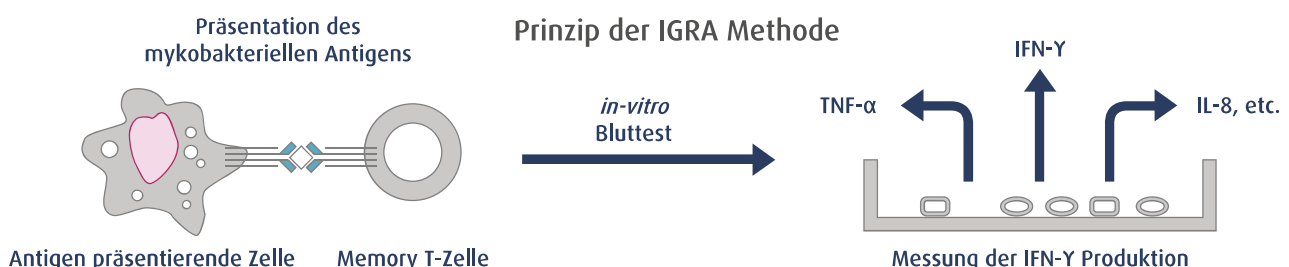 Prinzip der IGRA Methode
Präsentation des
mykobakteriellen Antigens
Antigen präsentierende Zelle
Memory T-Zelle
in-vitro
Bluttest
TNF-α
IFN-Y
IL-8, etc.
Messung der IFN-Y Produktion